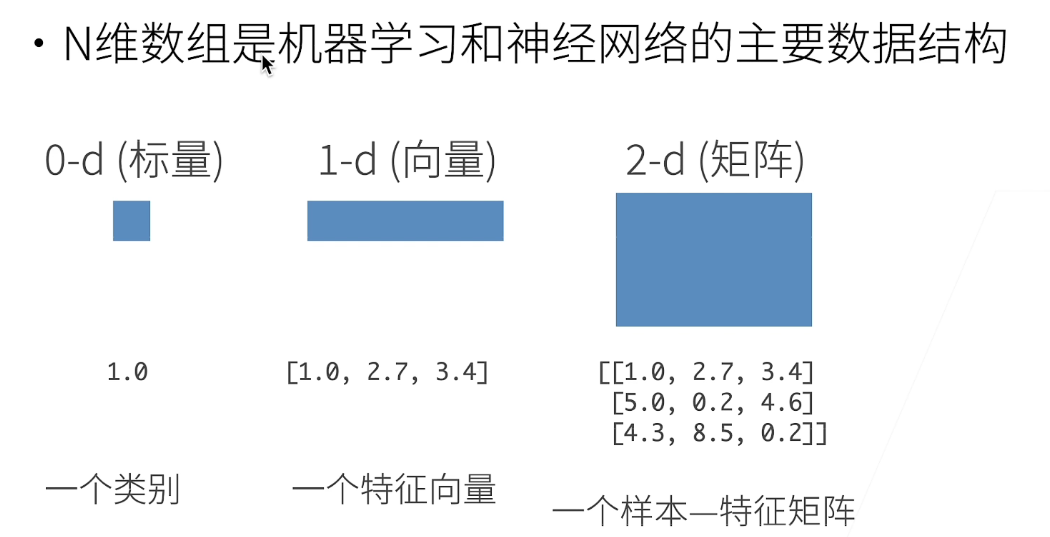 • N维数组是机器学习和神经网络的主要数据结构
0-d (标量)
1-d (向量)
2-d (矩阵)
1.0
[1.0, 2.7, 3.4]
[[1.0, 2.7, 3.4]
[5.0, 0.2, 4.6]
[4.3, 8.5, 0.2]]
一个类别
一个特征向量
一个样本—特征矩阵